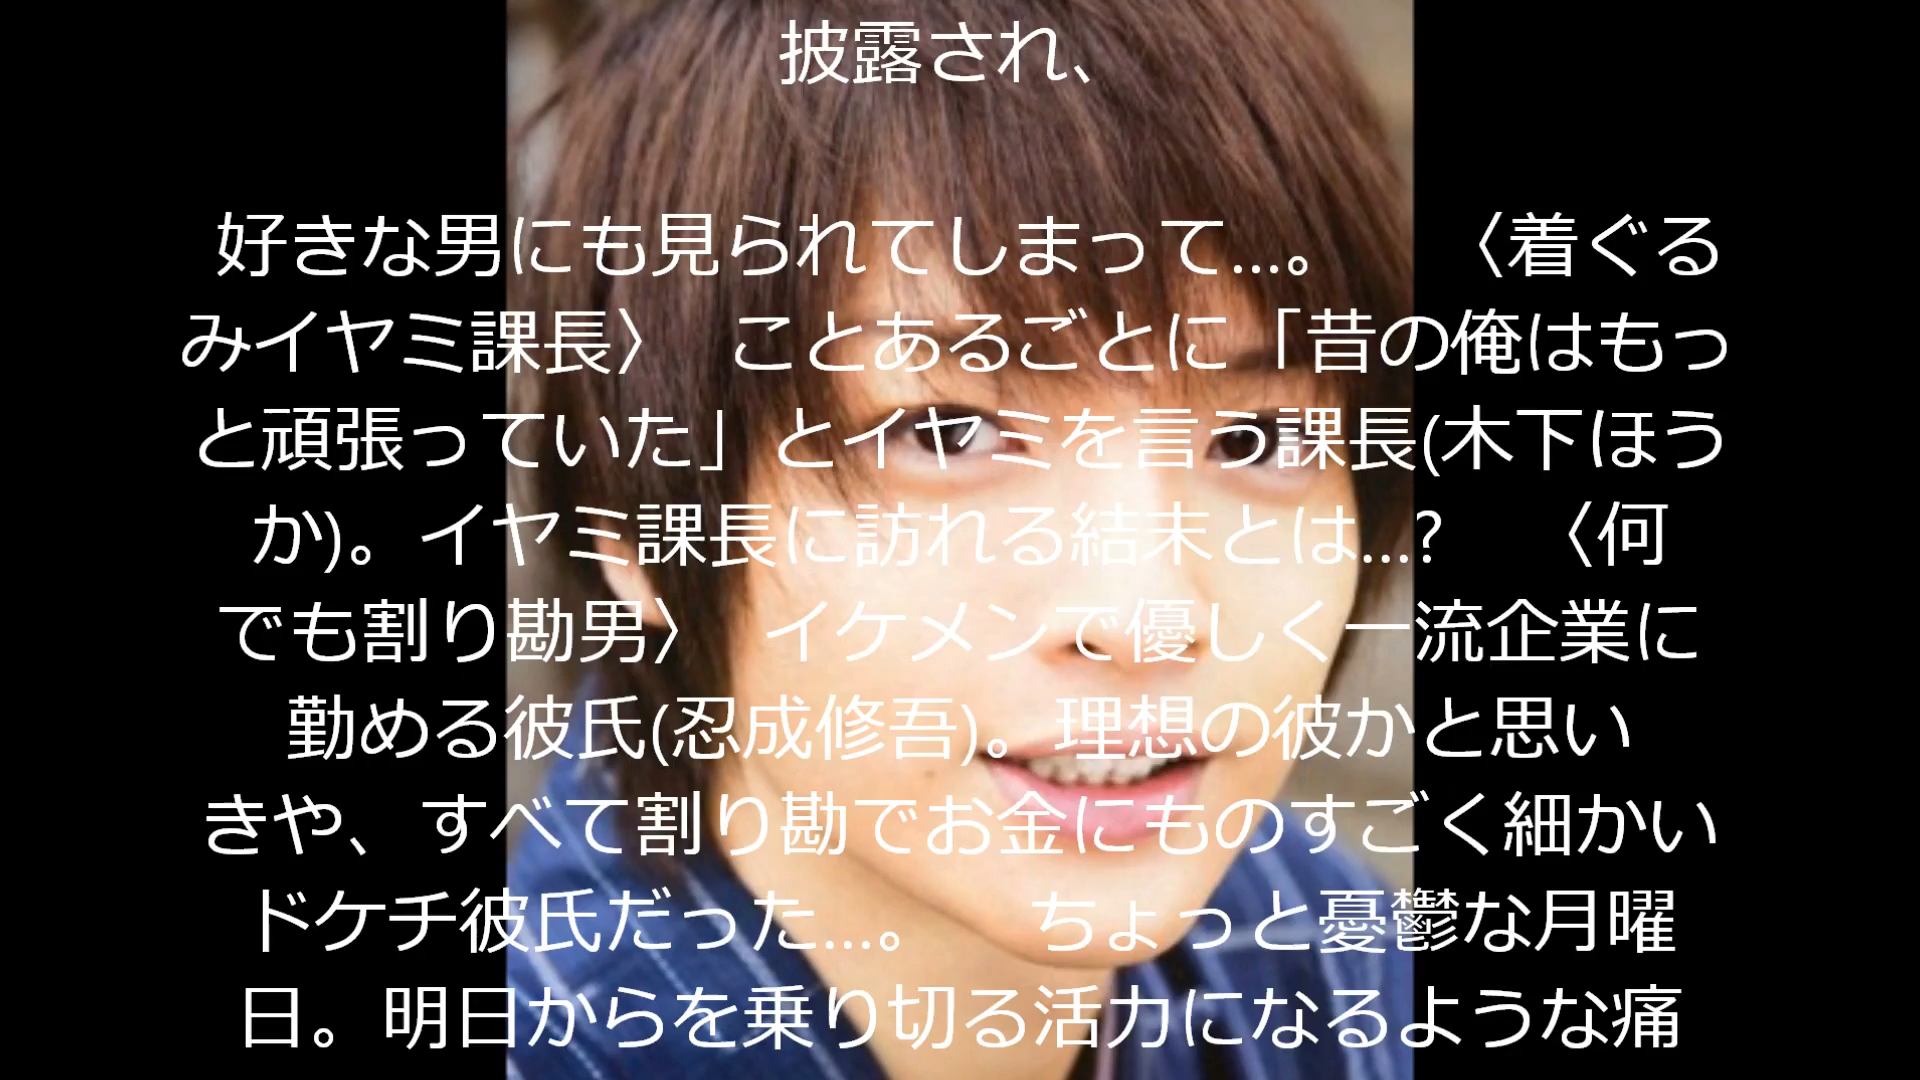 披露され、
好きな男にも見られてしまって...。　　〈着ぐる
みイヤミ課長〉 ことあるごとに「昔の俺はもっ
と頑張っていた」とイヤミを言う課長(木下ほう
か)。イヤミ課長に訪れる結末とは...?　〈何
でも割り勘男〉 イケメンで優しく一流企業に
勤める彼氏(忍成修吾)。理想の彼かと思い
きや、すべて割り勘でお金にものすごく細かい
ドケチ彼氏だった...。　　ちょっと憂鬱な月曜
日。明日からを乗り切る活力になるような痛